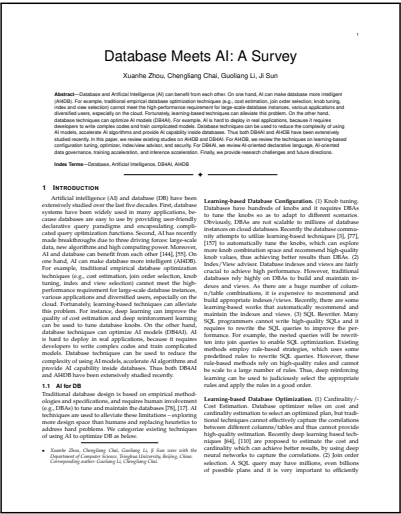 1
Database Meets AI: A Survey
Xuanhe Zhou, Chengliang Chai, Guoliang Li, Ji Sun
Abstract—Database and Artificial Intelligence (AI) can benefit from each other. On one hand, AI can make database more intelligent
(AI4DB). For example, traditional empirical database optimization techniques (e.g., cost estimation, join order selection, knob tuning,
index and view selection) cannot meet the high-performance requirement for large-scale database instances, various applications and
diversified users, especially on the cloud. Fortunately, learning-based techniques can alleviate this problem. On the other hand,
database techniques can optimize AI models (DB4AI). For example, AI is hard to deploy in real applications, because it requires
developers to write complex codes and train complicated models. Database techniques can be used to reduce the complexity of using
AI models, accelerate AI algorithms and provide AI capability inside databases. Thus both DB4AI and AI4DB have been extensively
studied recently. In this paper, we review existing studies on AI4DB and DB4AI. For AI4DB, we review the techniques on learning-based
configuration tuning, optimizer, index/view advisor, and security. For DB4AI, we review AI-oriented declarative language, AI-oriented
data governance, training acceleration, and inference acceleration. Finally, we provide research challenges and future directions.
Index Terms—Database, Artificial Intelligence, DB4AI, AI4DB
1 INTRODUCTION
Artificial intelligence (AI) and database (DB) have been
extensively studied over the last five decades. First, database
systems have been widely used in many applications, be-
cause databases are easy to use by providing user-friendly
declarative query paradigms and encapsulating compli-
cated query optimization functions. Second, AI has recently
made breakthroughs due to three driving forces: large-scale
data, new algorithms and high computing power. Moreover,
AI and database can benefit from each other [144], [55]. On
one hand, AI can make database more intelligent (AI4DB).
For example, traditional empirical database optimization
techniques (e.g., cost estimation, join order selection, knob
tuning, index and view selection) cannot meet the high-
performance requirement for large-scale database instances,
various applications and diversified users, especially on the
cloud. Fortunately, learning-based techniques can alleviate
this problem. For instance, deep learning can improve the
quality of cost estimation and deep reinforcement learning
can be used to tune database knobs. On the other hand,
database techniques can optimize AI models (DB4AI). AI
is hard to deploy in real applications, because it requires
developers to write complex codes and train complicated
models. Database techniques can be used to reduce the
complexity of using AI models, accelerate AI algorithms and
provide AI capability inside databases. Thus both DB4AI
and AI4DB have been extensively studied recently.
1.1 AI for DB
Traditional database design is based on empirical method-
ologies and specifications, and requires human involvement
(e.g., DBAs) to tune and maintain the databases [78], [17]. AI
techniques are used to alleviate these limitations – exploring
more design space than humans and replacing heuristics to
address hard problems. We categorize existing techniques
of using AI to optimize DB as below.
• Xuanhe Zhou, Chengliang Chai, Guoliang Li, Ji Sun were with the
Department of Computer Science, Tsinghua University, Beijing, China.
Corresponding author: Guoliang Li, Chengliang Chai.
Learning-based Database Configuration. (1) Knob tuning.
Databases have hundreds of knobs and it requires DBAs
to tune the knobs so as to adapt to different scenarios.
Obviously, DBAs are not scalable to millions of database
instances on cloud databases. Recently the database commu-
nity attempts to utilize learning-based techniques [3], [77],
[157] to automatically tune the knobs, which can explore
more knob combination space and recommend high-quality
knob values, thus achieving better results than DBAs. (2)
Index/View advisor. Database indexes and views are fairly
crucial to achieve high performance. However, traditional
databases rely highly on DBAs to build and maintain in-
dexes and views. As there are a huge number of colum-
n/table combinations, it is expensive to recommend and
build appropriate indexes/views. Recently, there are some
learning-based works that automatically recommend and
maintain the indexes and views. (3) SQL Rewriter. Many
SQL programmers cannot write high-quality SQLs and it
requires to rewrite the SQL queries to improve the per-
formance. For example, the nested queries will be rewrit-
ten into join queries to enable SQL optimization. Existing
methods employ rule-based strategies, which uses some
predefined rules to rewrite SQL queries. However, these
rule-based methods rely on high-quality rules and cannot
be scale to a large number of rules. Thus, deep reinforcing
learning can be used to judiciously select the appropriate
rules and apply the rules in a good order.
Learning-based Database Optimization. (1) Cardinality/-
Cost Estimation. Database optimizer relies on cost and
cardinality estimation to select an optimized plan, but tradi-
tional techniques cannot effectively capture the correlations
between different columns/tables and thus cannot provide
high-quality estimation. Recently deep learning based tech-
niques [64], [110] are proposed to estimate the cost and
cardinality which can achieve better results, by using deep
neural networks to capture the correlations. (2) Join order
selection. A SQL query may have millions, even billions
of possible plans and it is very important to efficiently